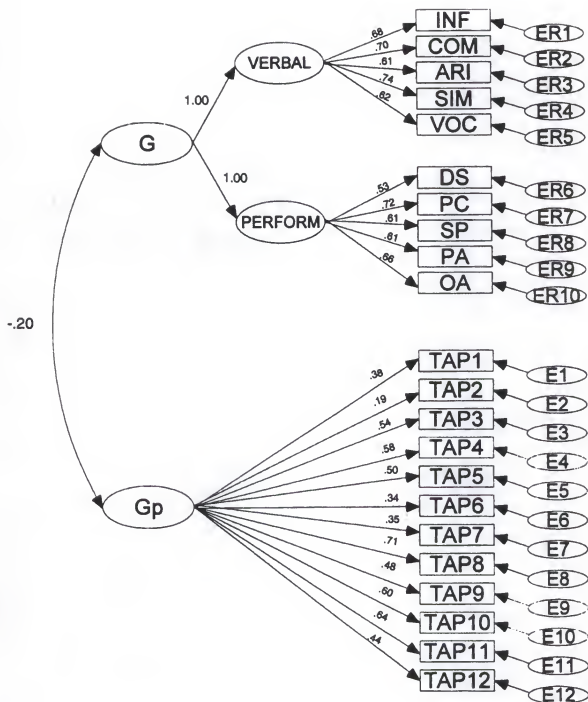 INF
ER1
.68
COM
ER2
.70
ARI
ER3
.61
SIM
ER4
.74
VOC
ER5
.62
VERBAL
1.00
G
1.00
PERFORM
DS
ER6
.53
PC
ER7
.72
SP
ER8
.61
PA
ER9
.61
OA
ER10
.66
-.20
TAP1
E1
.38
TAP2
E2
.19
TAP3
E3
.54
TAP4
E4
.58
TAP5
E5
.50
Gp
TAP6
E6
.34
TAP7
E7
.35
TAP8
E8
.71
TAP9
E9
.48
TAP10
E10
.60
TAP11
E11
.64
TAP12
E12
.44